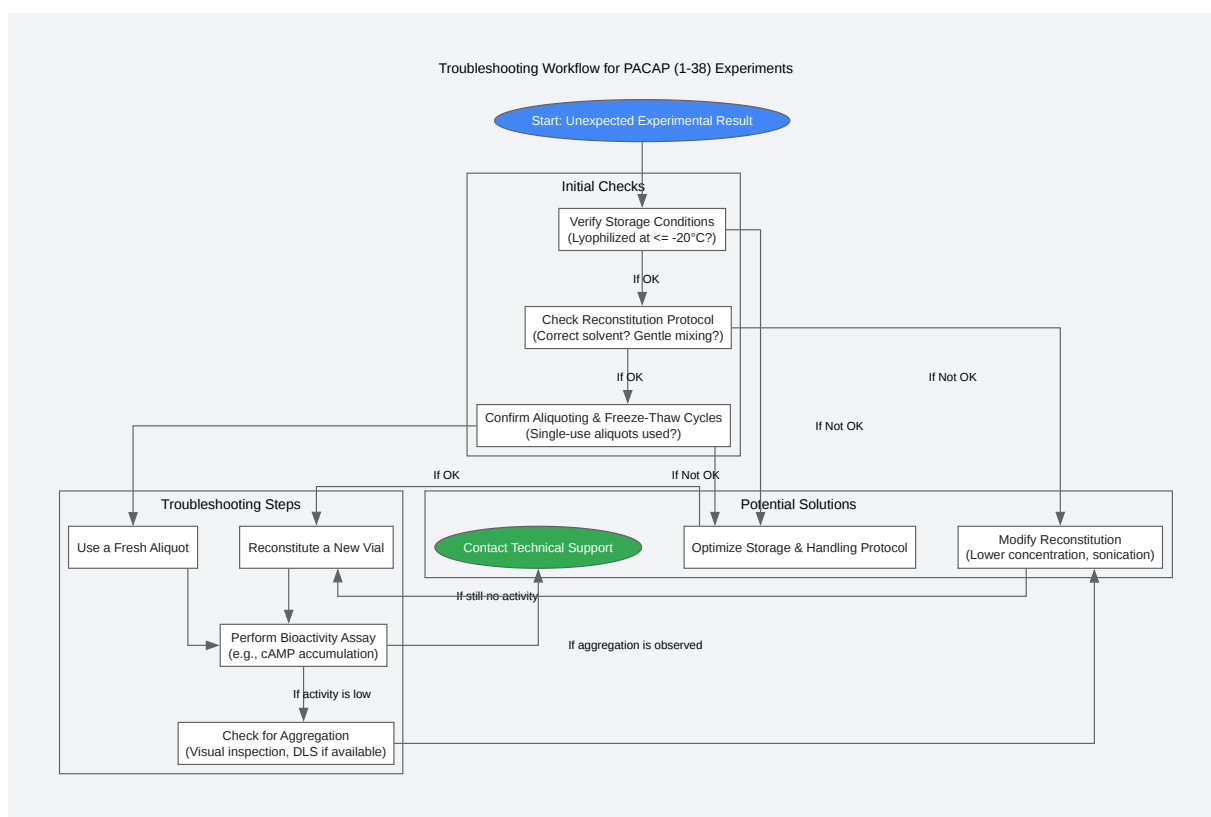 Troubleshooting Workflow for PACAP (1-38) Experiments
Start: Unexpected Experimental Result
Initial Checks
Verify Storage Conditions
(Lyophilized at <= -20°C?)
If OK
Check Reconstitution Protocol
(Correct solvent? Gentle mixing?)
If OK
If Not OK
Confirm Aliquoting & Freeze-Thaw Cycles
(Single-use aliquots used?)
If Not OK
If OK
If Not OK
Troubleshooting Steps
Potential Solutions
Use a Fresh Aliquot
Reconstitute a New Vial
Contact Technical Support
Optimize Storage & Handling Protocol
Modify Reconstitution
(Lower concentration, sonication)
If still no activity
Perform Bioactivity Assay
(e.g., cAMP accumulation)
If aggregation is observed
If activity is low
Check for Aggregation
(Visual inspection, DLS if available)